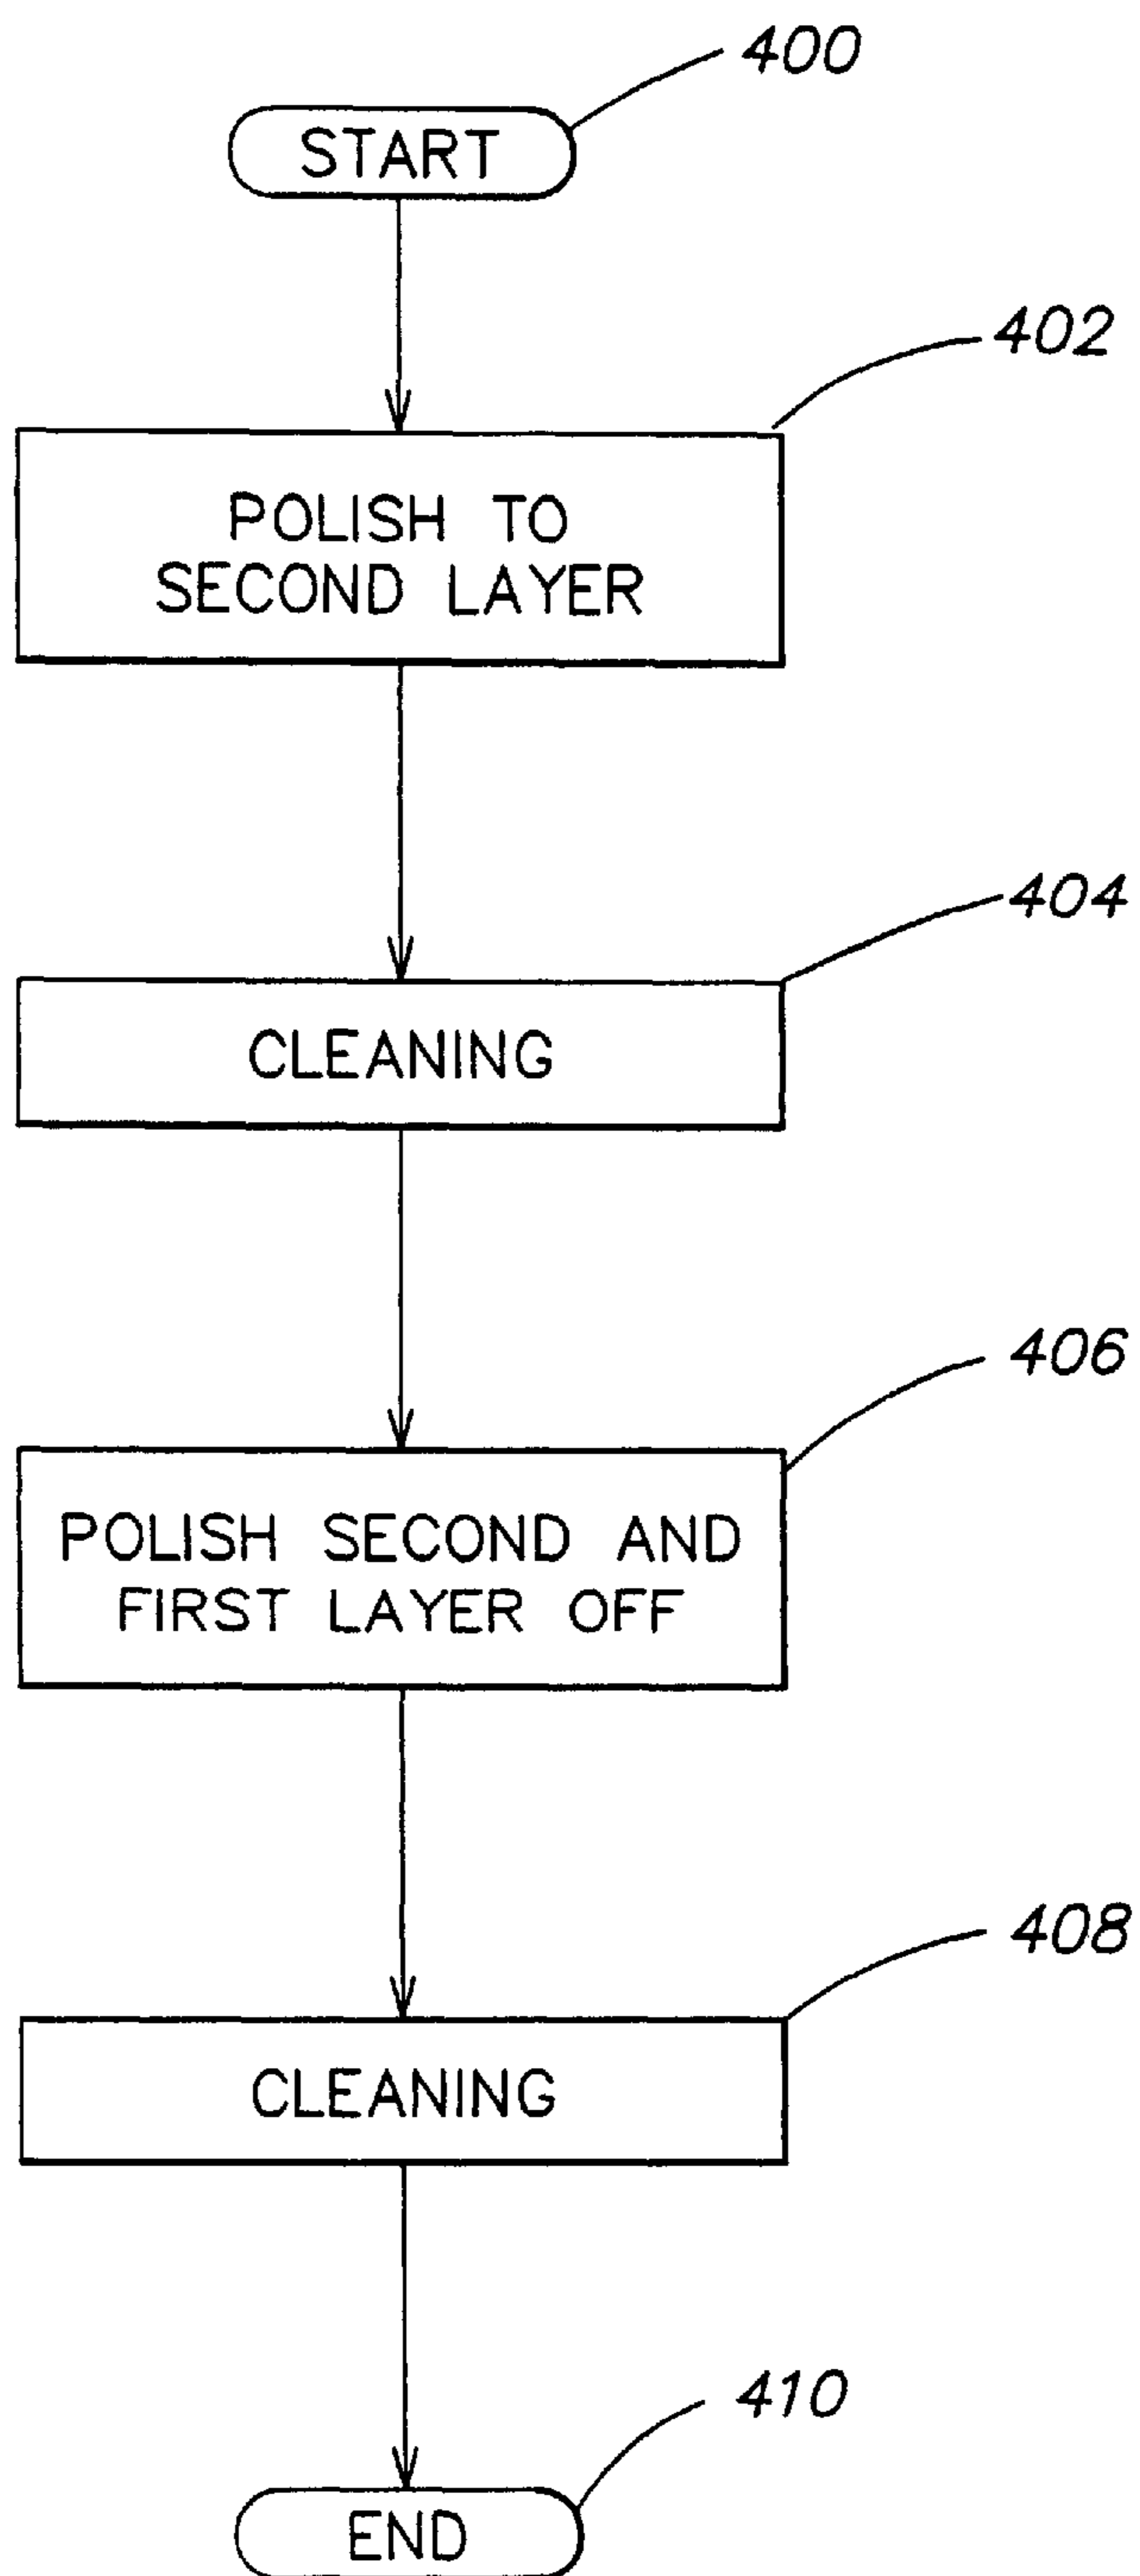 400
START
402
POLISH TO
SECOND LAYER
404
CLEANING
406
POLISH SECOND AND
FIRST LAYER OFF
408
CLEANING
410
END